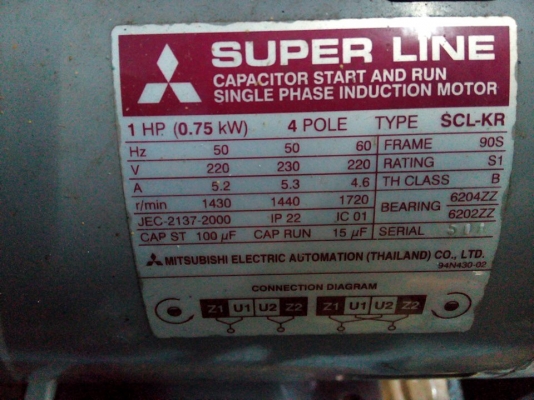 SUPER LINE
CAPACITOR START AND RUN
SINGLE PHASE INDUCTION MOTOR
1 HP (0.75 kW) 4 POLE TYPE SCL-KR
Hz 50 50 60 FRAME 90S
V 220 230 220 RATING S1
A 5.2 5.3 4.6 TH CLASS B
r/min 1430 1440 1720 BEARING 6204ZZ
JEC-2137-2000 IP 22 IC 01 6202ZZ
CAP ST 100 µF CAP RUN 15 µF SERIAL
MITSUBISHI ELECTRIC AUTOMATION (THAILAND) CO., LTD.
94N430-02
CONNECTION DIAGRAM
Z1 U1 U2 Z2 Z1 U1 U2 Z2